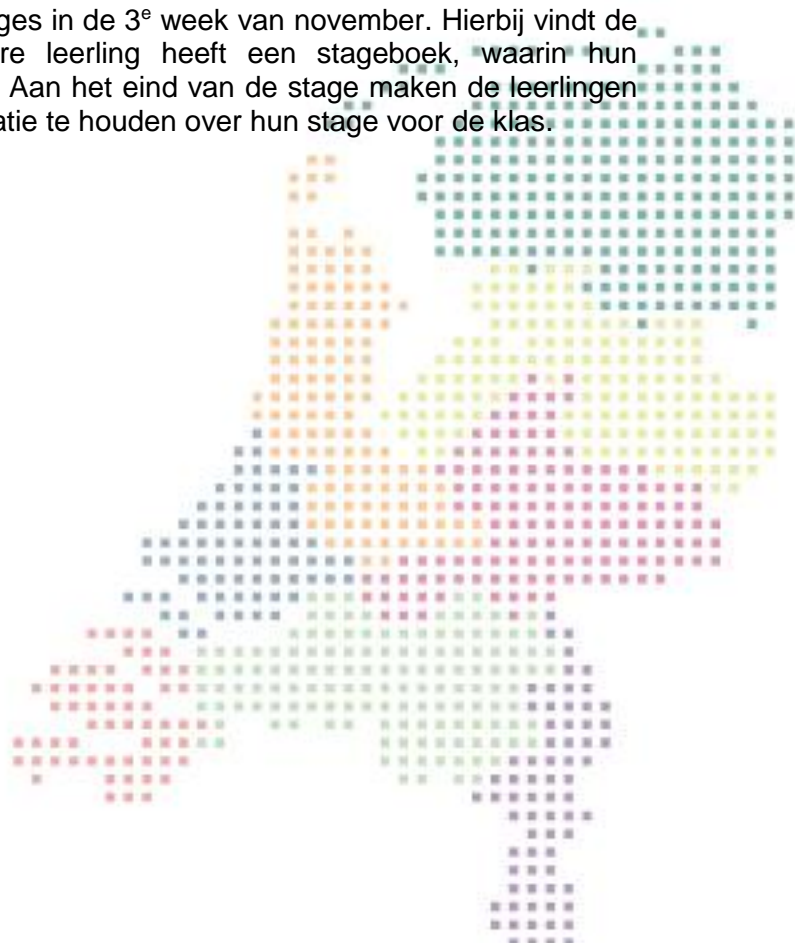 ges in de 3e week van november. Hierbij vindt de
re leerling heeft een stageboek, waarin hun
Aan het eind van de stage maken de leerlingen
atie te houden over hun stage voor de klas.